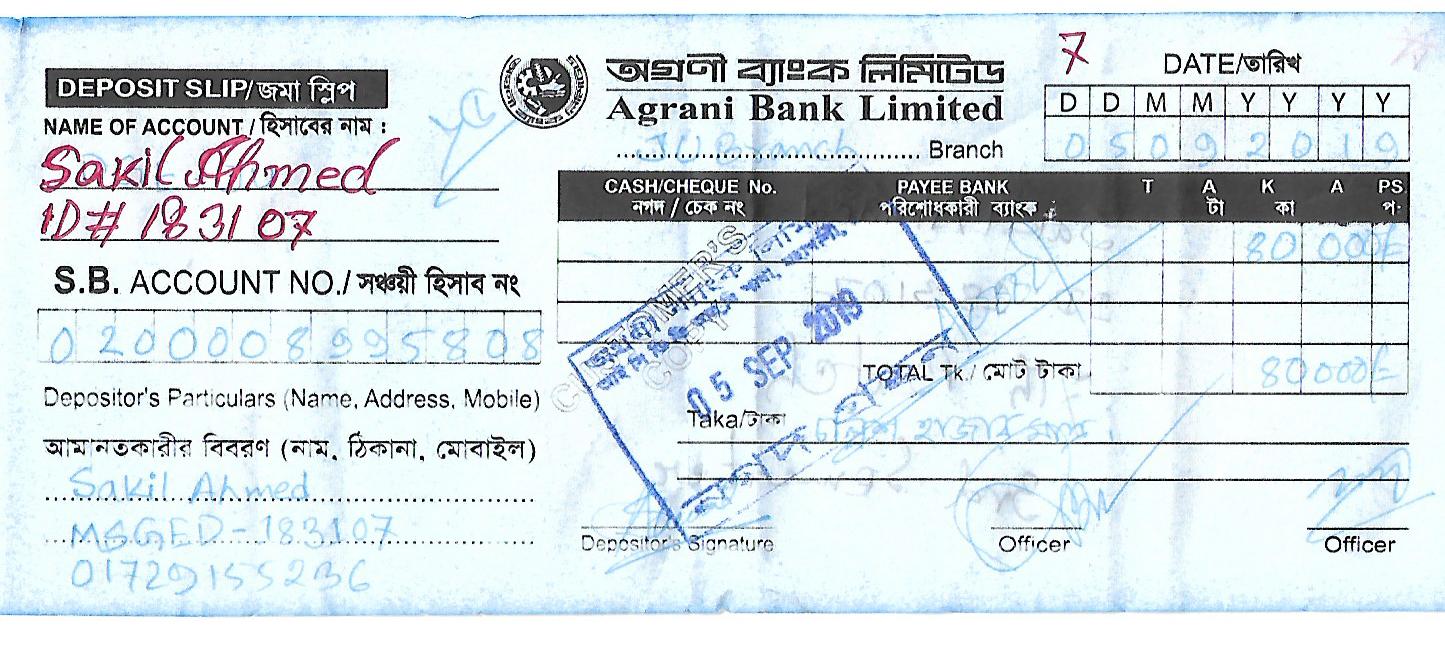 DEPOSIT SLIP/জমা স্লিপ
NAME OF ACCOUNT / হিসাবের নাম :
Sakil Ahmed
ID# 183107
S.B. ACCOUNT NO./ সঞ্চয়ী হিসাব নং
0200008995808
Depositor's Particulars (Name, Address, Mobile)
আমানতকারীর বিবরণ (নাম, ঠিকানা, মোবাইল)
Sakil Ahmed
MSGED-183107
01729155236
অগ্রণী ব্যাংক লিমিটেড
Agrani Bank Limited
JU Branch Branch
7
DATE/তারিখ
D D M M Y Y Y Y
0 5 0 9 2 0 1 9
CASH/CHEQUE No. PAYEE BANK T A K A PS
নগদ / চেক নং পরিশোধকারী ব্যাংক টা কা প·
80 000
CUSTOMER'S COPY
05 SEP 2019
নগদ গ্রহণ
TOTAL Tk./ মোট টাকা 80000
Taka/টাকা হাজার
Depositor's Signature Officer Officer